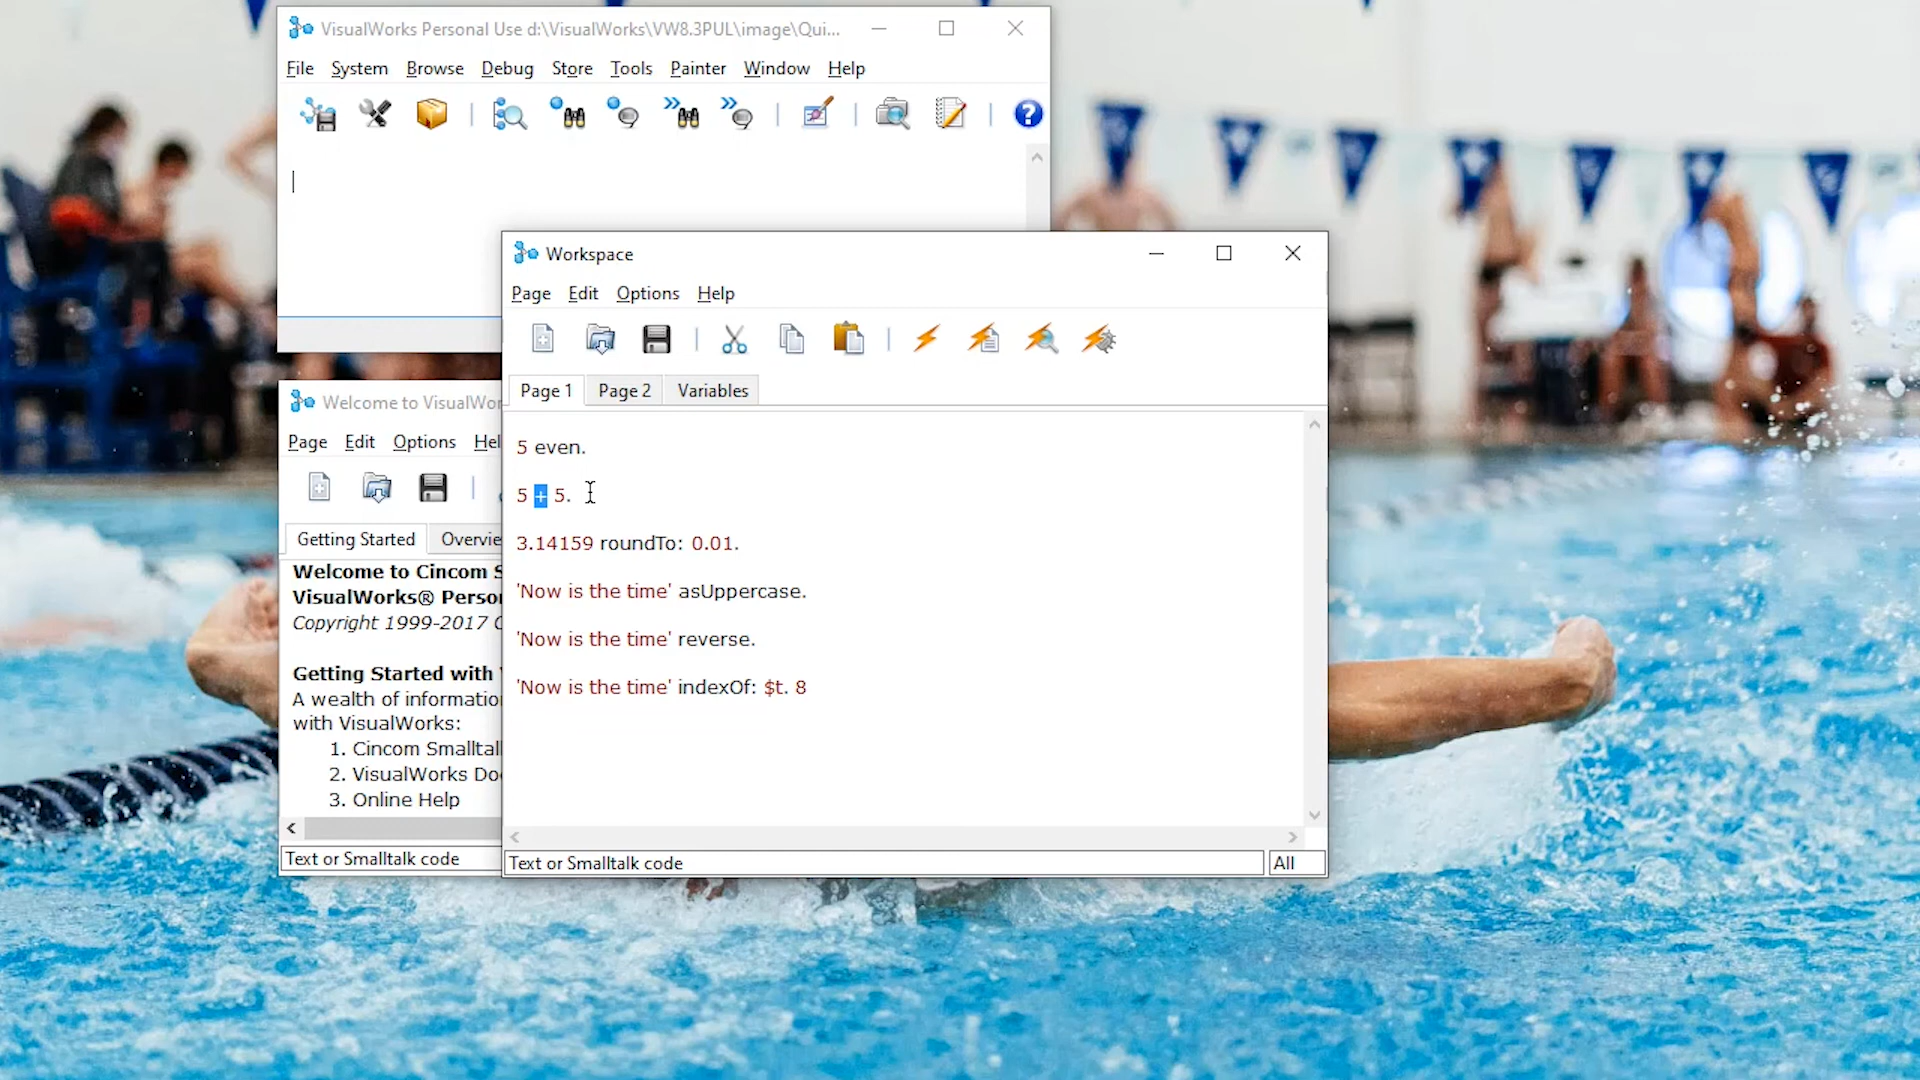 VisualWorks Personal Use d:\VisualWorks\VW8.3PUL\image\Qui...
File System Browse Debug Store Tools Painter Window Help
Workspace
Page Edit Options Help
Page 1 Page 2 Variables
5 even.
5 + 5.
3.14159 roundTo: 0.01.
'Now is the time' asUppercase.
'Now is the time' reverse.
'Now is the time' indexOf: $t. 8
Text or Smalltalk code All
Welcome to VisualWor
Page Edit Options Hel
Getting Started Overvie
Welcome to Cincom S
VisualWorks® Perso
Copyright 1999-2017 C
Getting Started with
A wealth of informatio
with VisualWorks:
1. Cincom Smalltal
2. VisualWorks Do
3. Online Help
Text or Smalltalk code